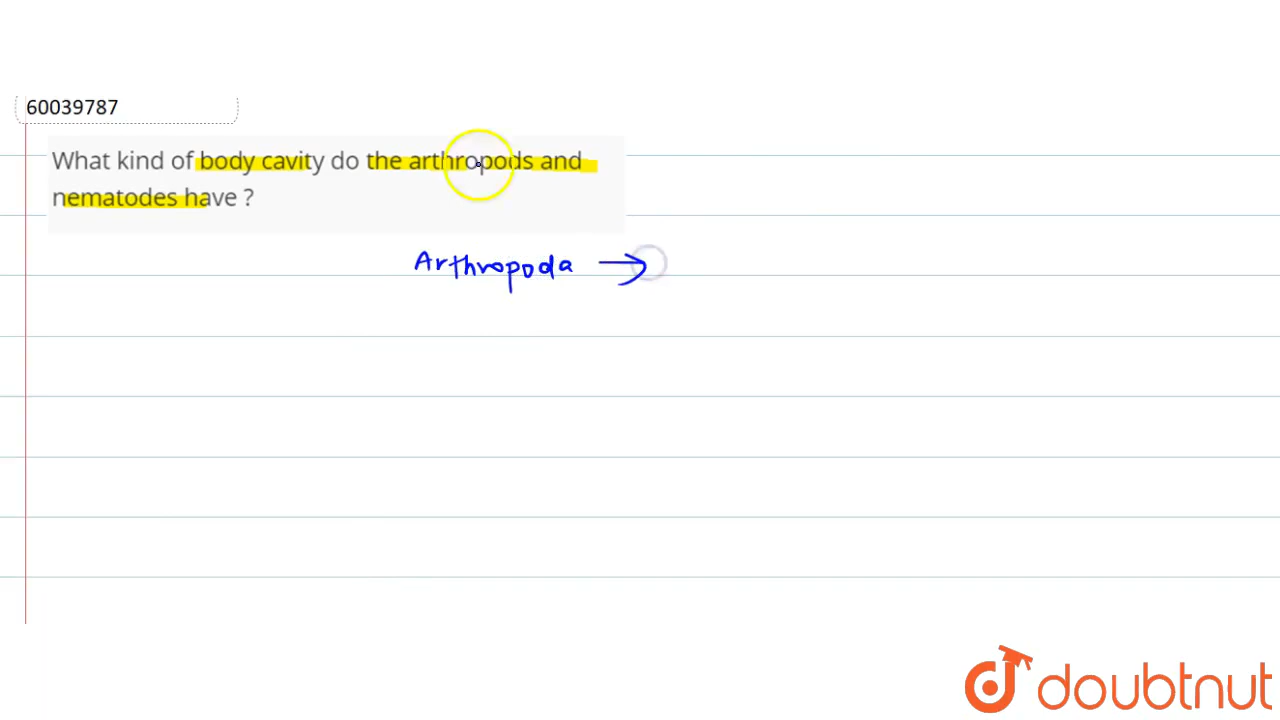 60039787
What kind of body cavity do the arthropods and
nematodes have ?
Arthropoda →
doubtnut